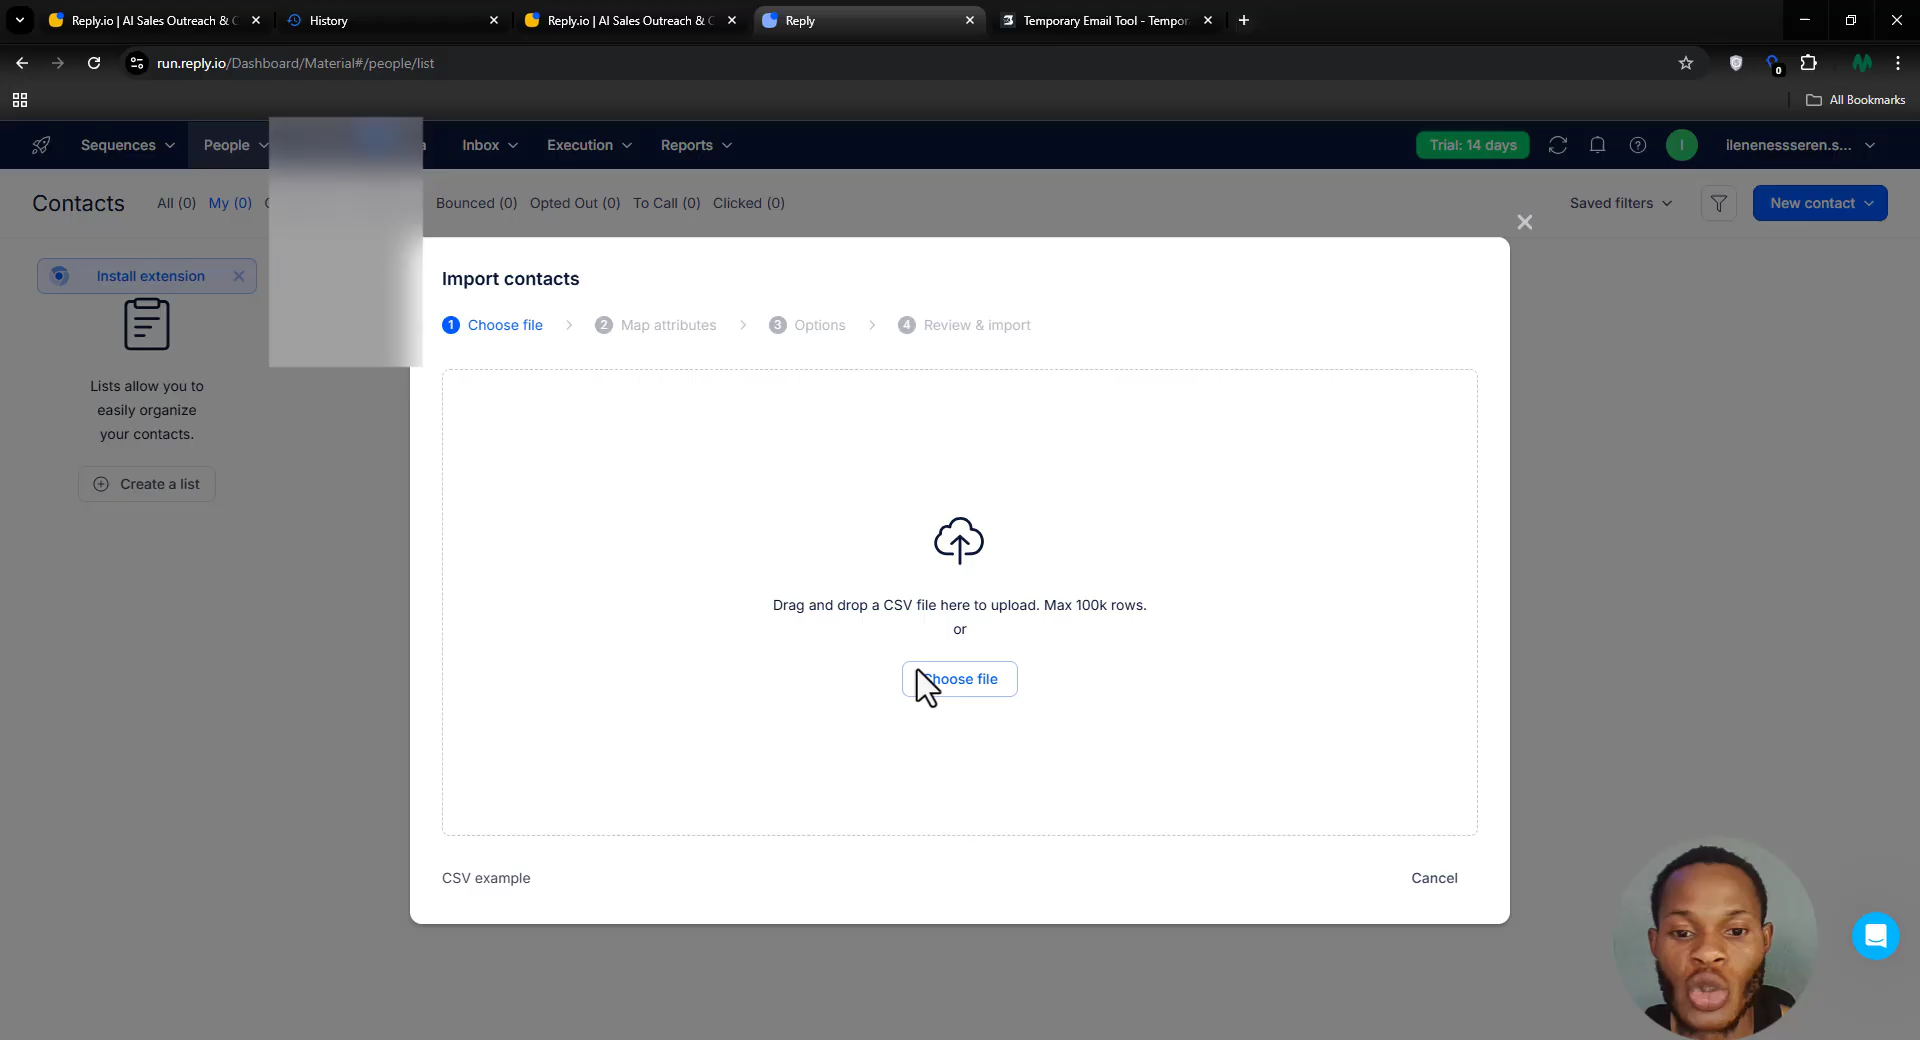 Reply.io | AI Sales Outreach & C
History
Reply.io | AI Sales Outreach & C
Reply
Temporary Email Tool - Tempor
run.reply.io/Dashboard/Material#/people/list
0
All Bookmarks
Sequences
People
a
Inbox
Execution
Reports
Trial: 14 days
I
ilenenessseren.s...
Contacts
All (0)
My (0)
Bounced (0)
Opted Out (0)
To Call (0)
Clicked (0)
Saved filters
New contact
Install extension
Lists allow you to
easily organize
your contacts.
Create a list
Import contacts
1 Choose file
2 Map attributes
3 Options
4 Review & import
Drag and drop a CSV file here to upload. Max 100k rows.
or
Choose file
CSV example
Cancel